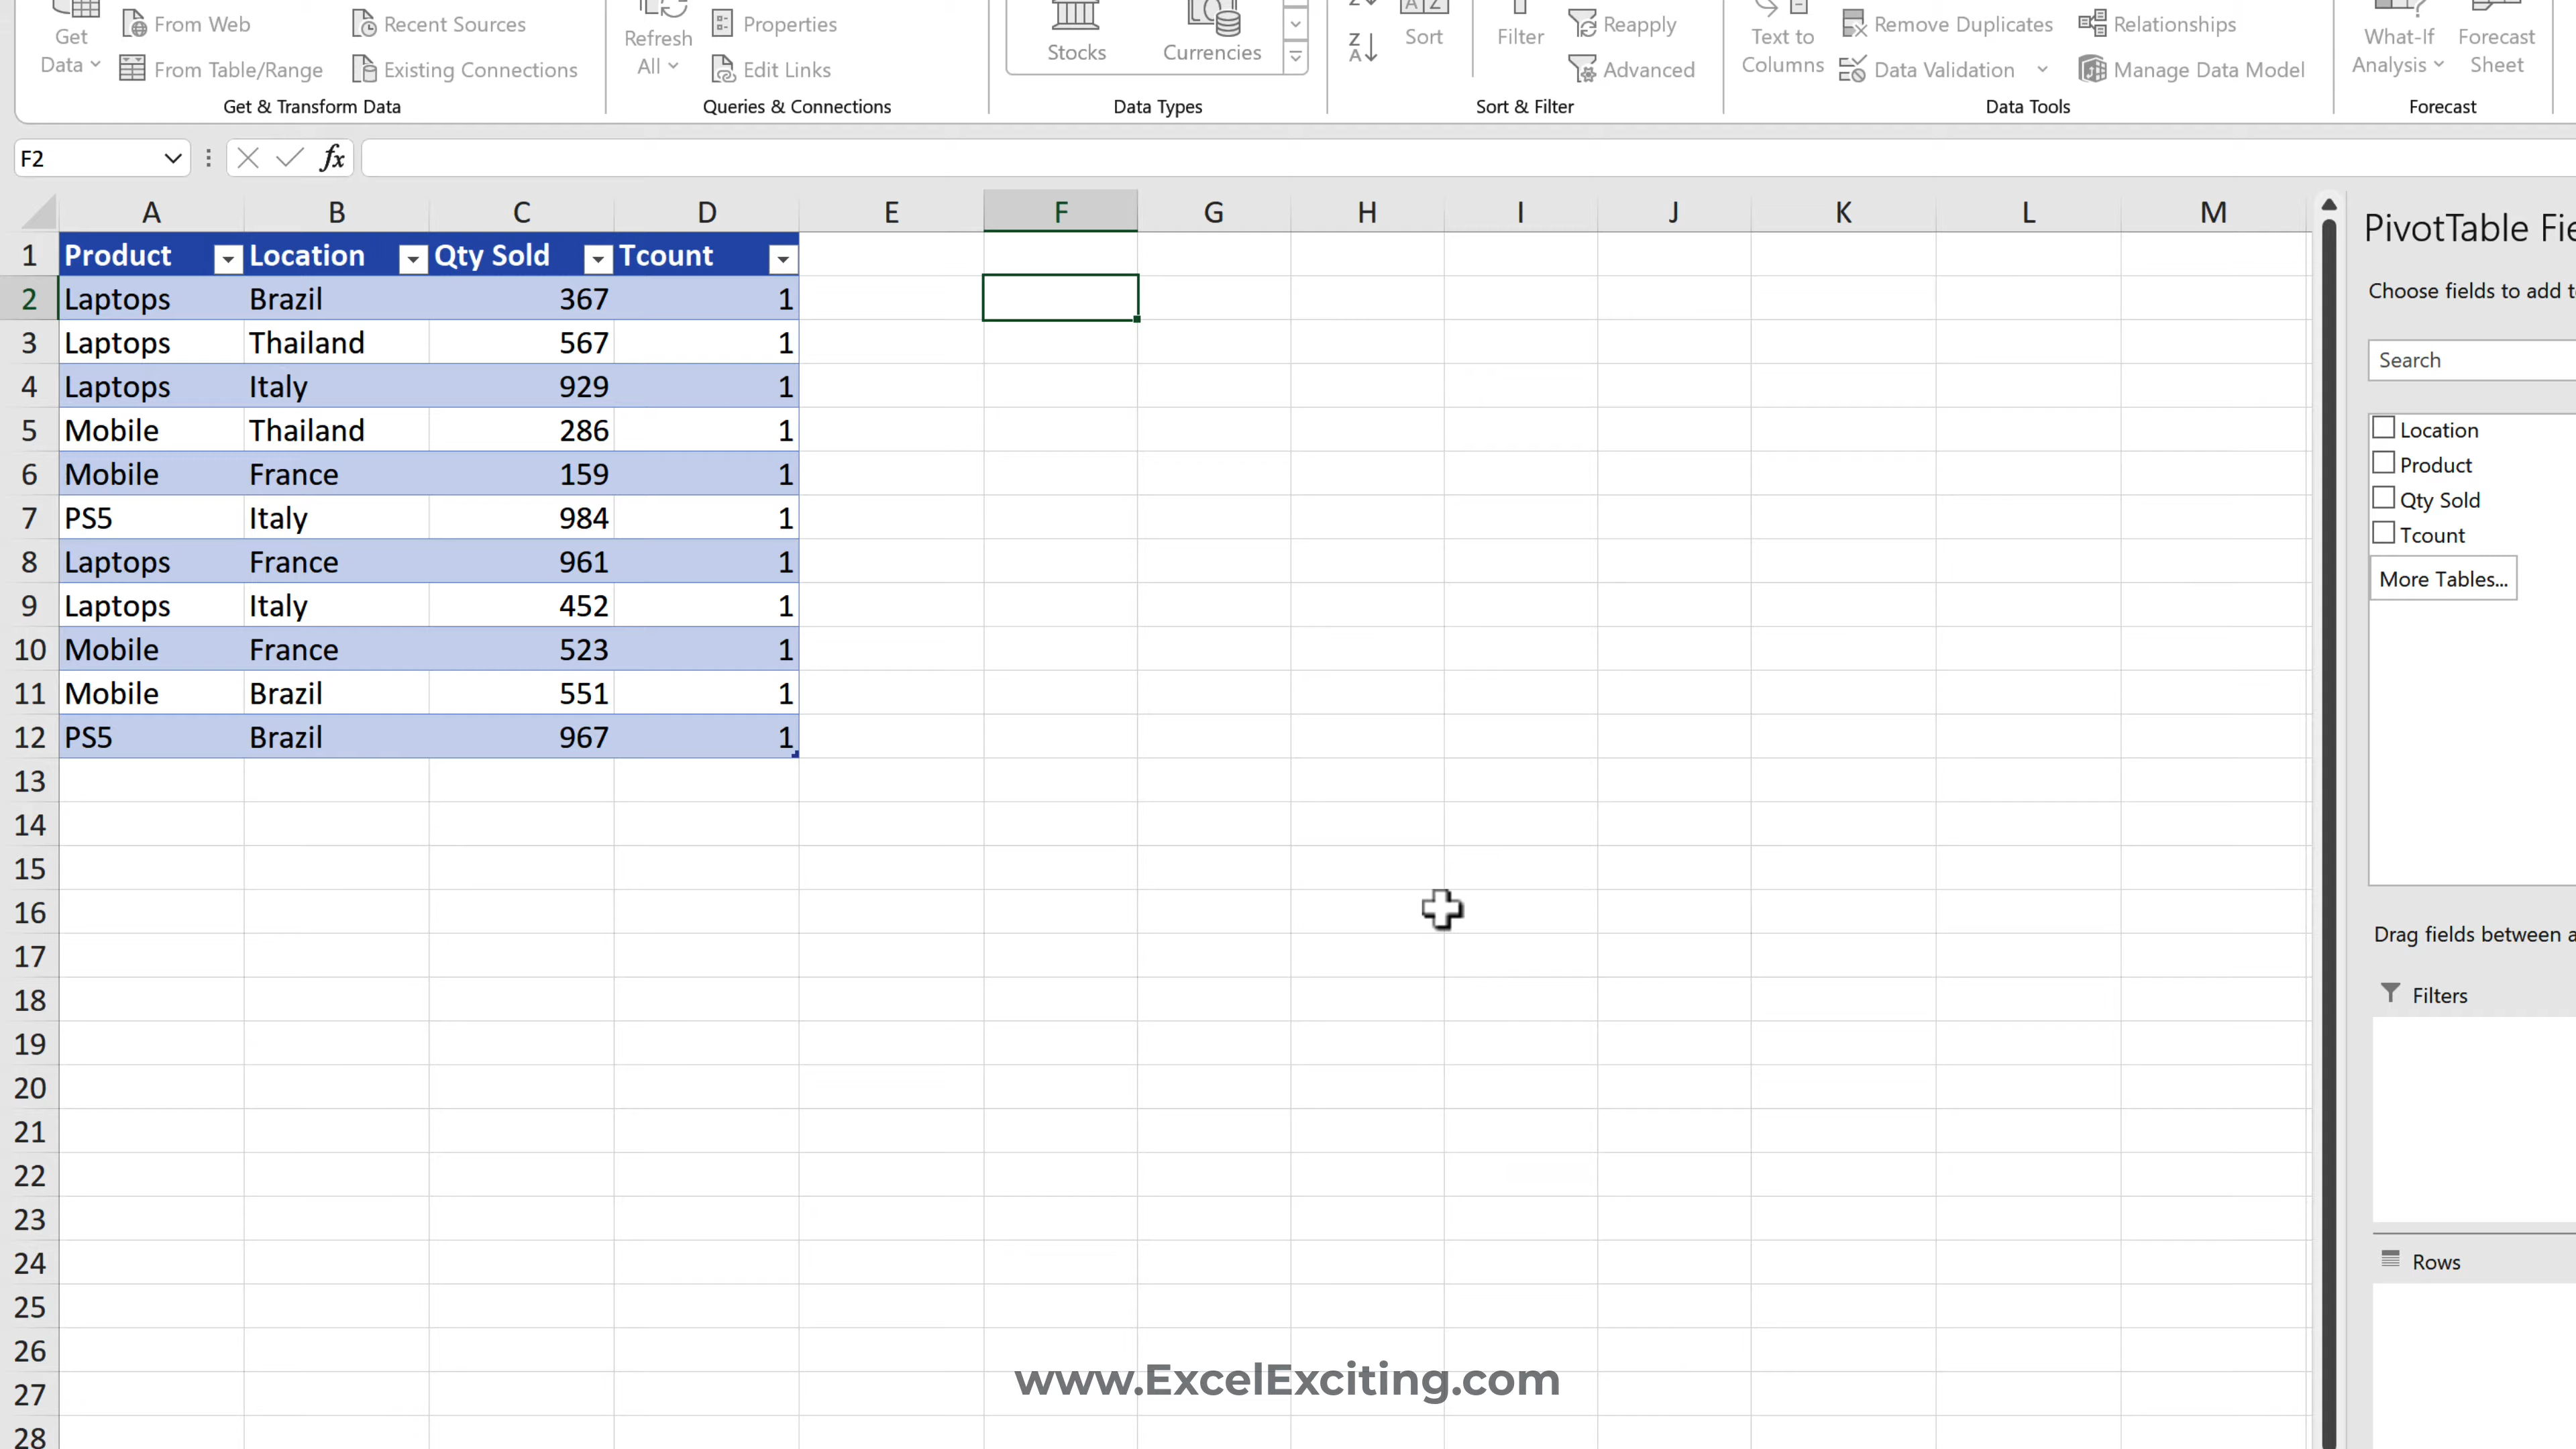 From Web
Recent Sources
Properties
Get Data
Refresh All
Stocks
Currencies
Sort
Filter
Reapply
Text to Columns
Remove Duplicates
Relationships
What-If Analysis
Forecast Sheet
From Table/Range
Existing Connections
Edit Links
Advanced
Data Validation
Manage Data Model
Get & Transform Data
Queries & Connections
Data Types
Sort & Filter
Data Tools
Forecast
F2
fx
A B C D E F G H I J K L M
1 Product Location Qty Sold Tcount
2 Laptops Brazil 367 1
3 Laptops Thailand 567 1
4 Laptops Italy 929 1
5 Mobile Thailand 286 1
6 Mobile France 159 1
7 PS5 Italy 984 1
8 Laptops France 961 1
9 Laptops Italy 452 1
10 Mobile France 523 1
11 Mobile Brazil 551 1
12 PS5 Brazil 967 1
13
14
15
16
17
18
19
20
21
22
23
24
25
26
27
28
PivotTable Fie
Choose fields to add t
Search
Location
Product
Qty Sold
Tcount
More Tables...
Drag fields between a
Filters
Rows
www.ExcelExciting.com